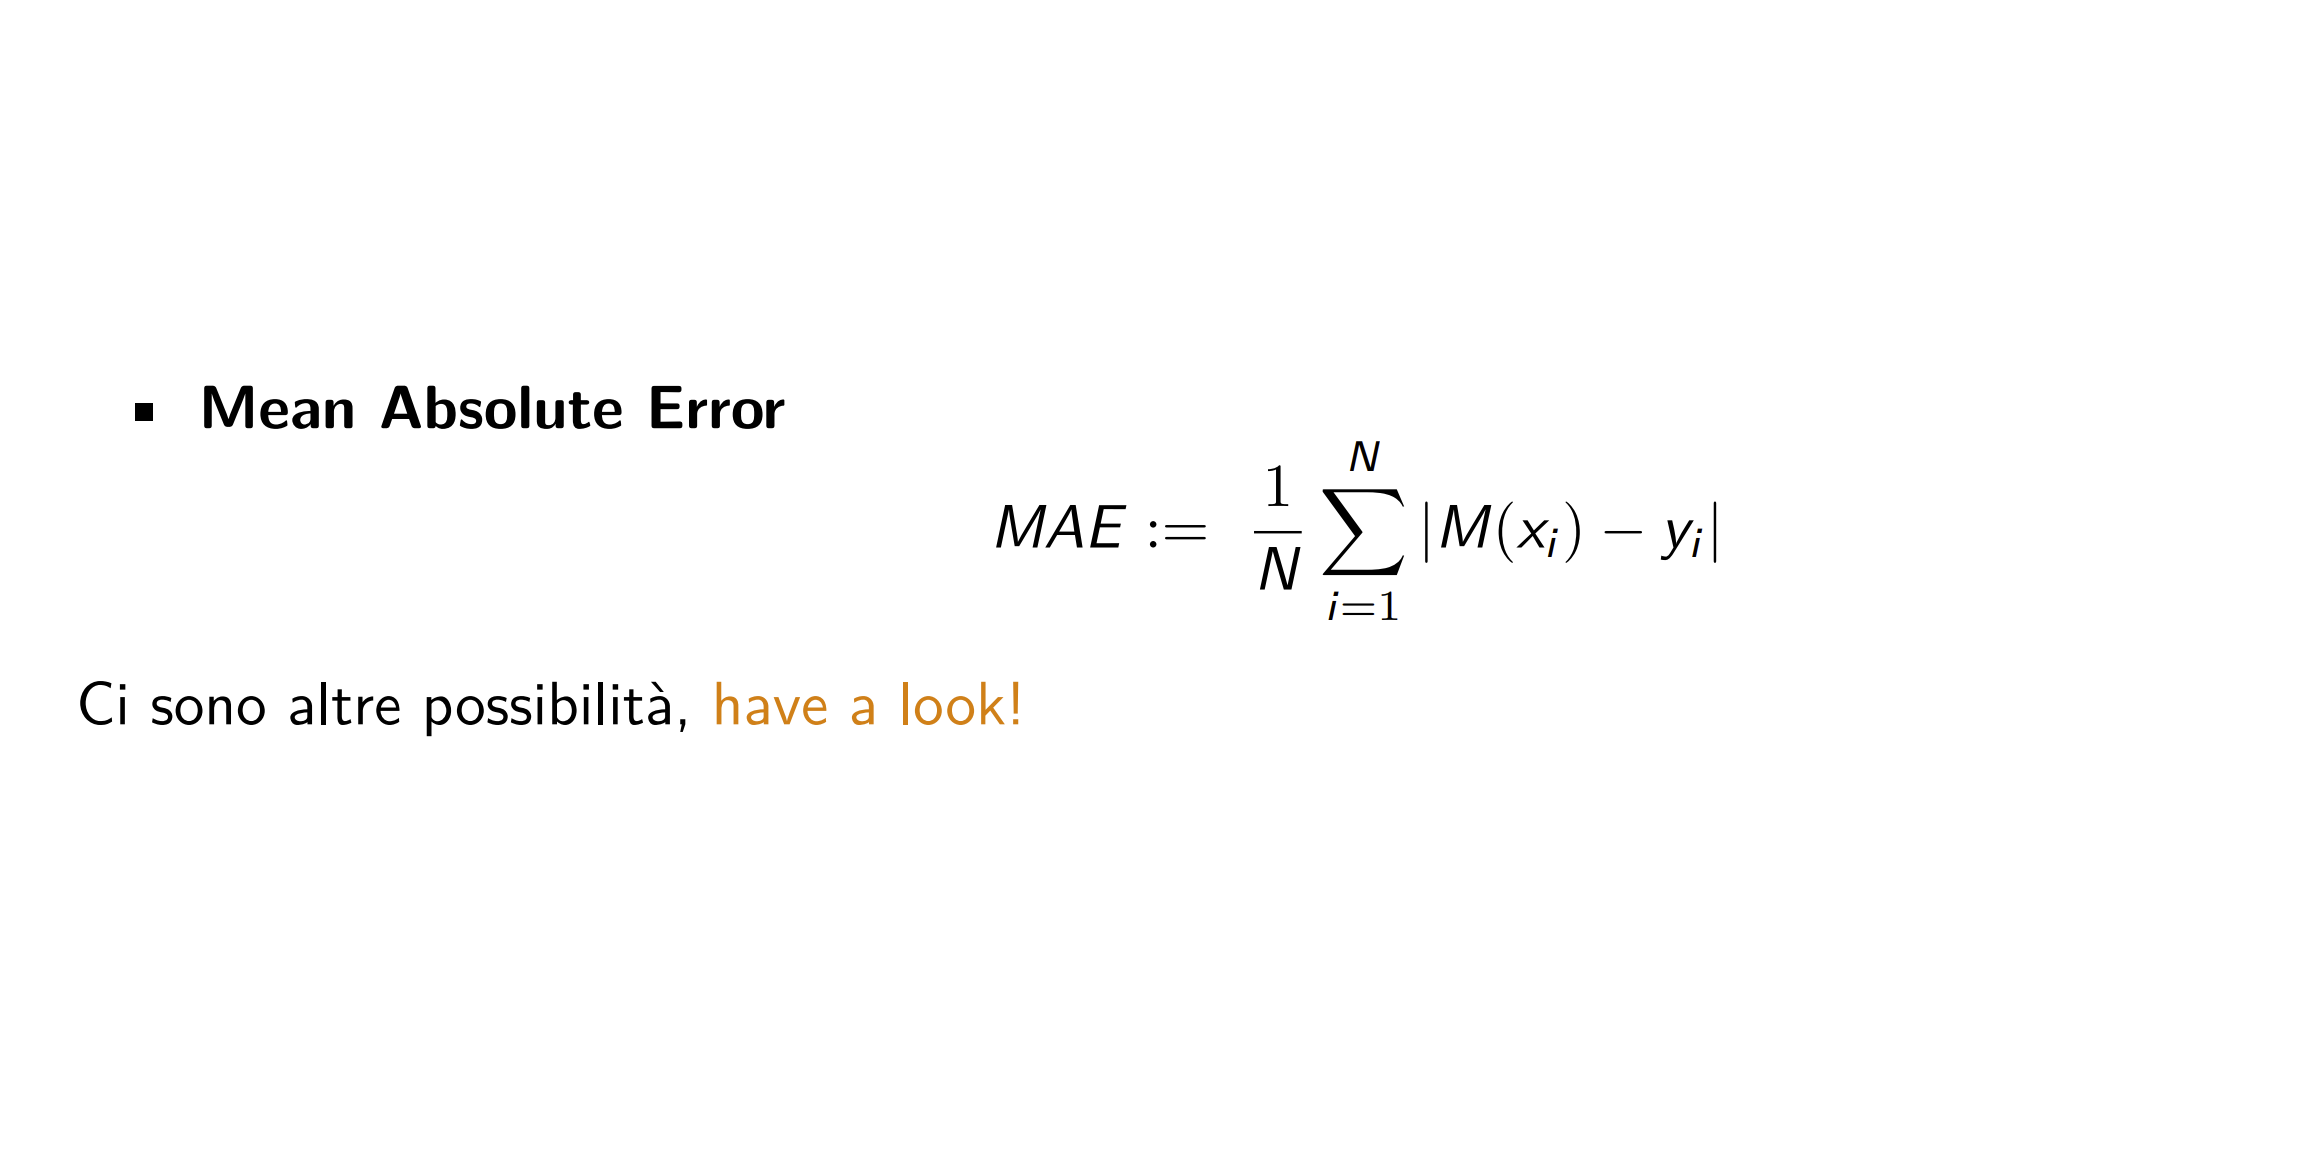 ▪ Mean Absolute Error
MAE := 1/N ∑_{i=1}^{N} |M(x_i) − y_i|
Ci sono altre possibilità, have a look!